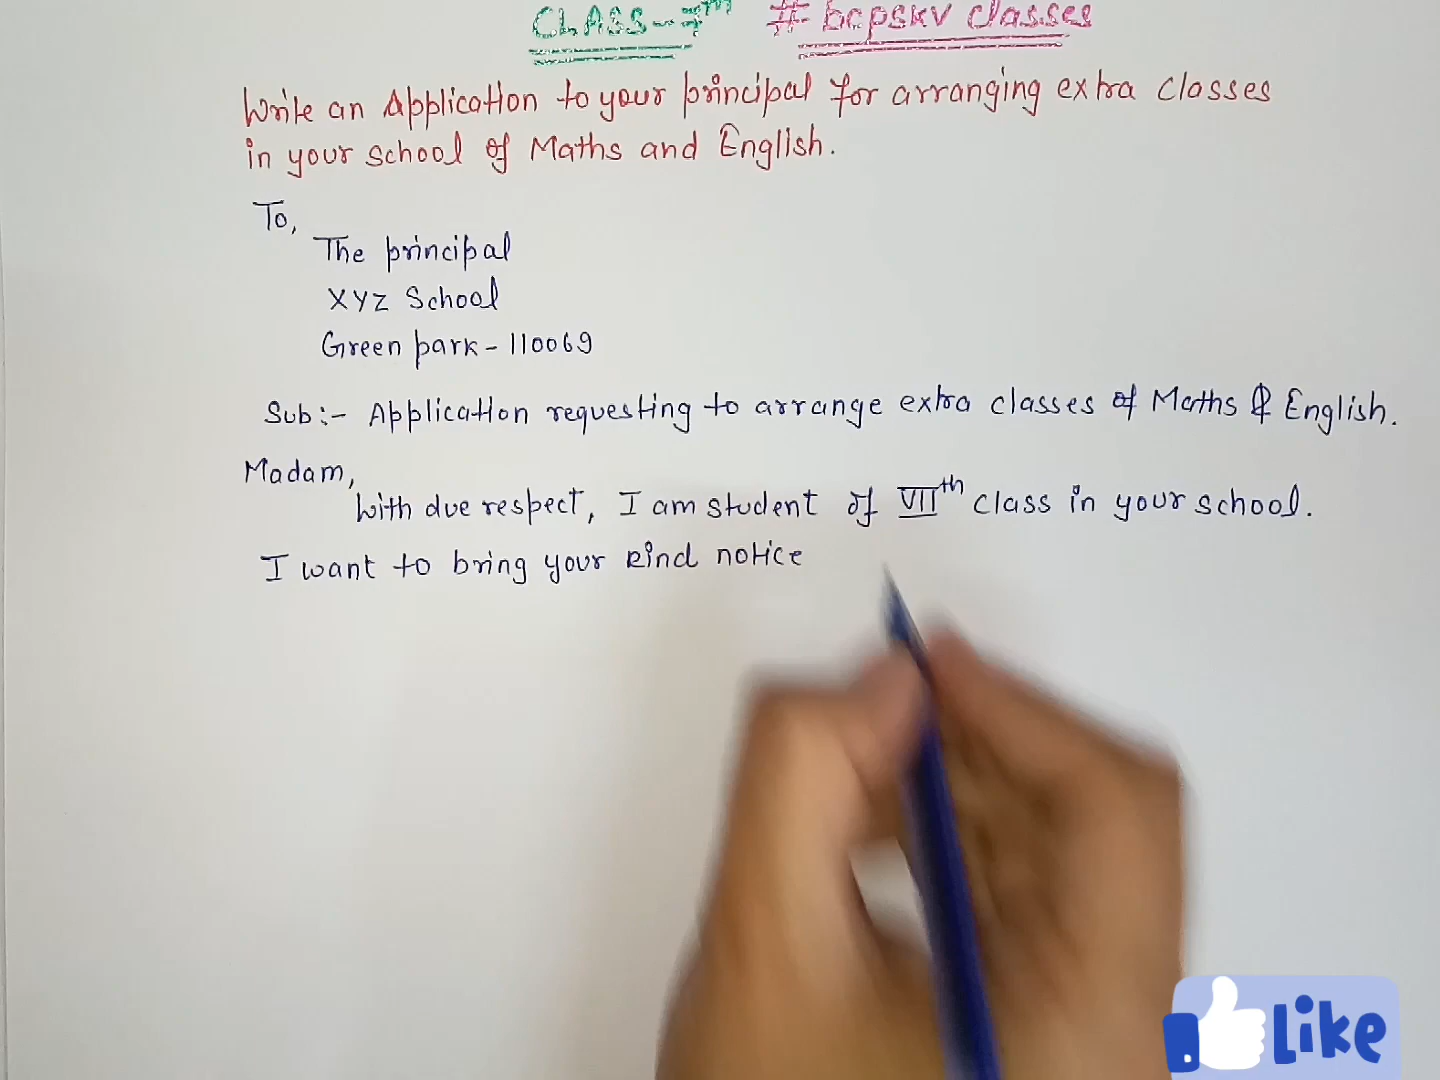 CLASS-7th # bcpskv classes
Write an Application to your principal for arranging extra classes
in your school of Maths and English.
To,
The principal
XYZ School
Green park - 110069
Sub:- Application requesting to arrange extra classes of Maths & English.
Madam,
with due respect, I am student of VIIth class in your school.
I want to bring your kind notice
Like